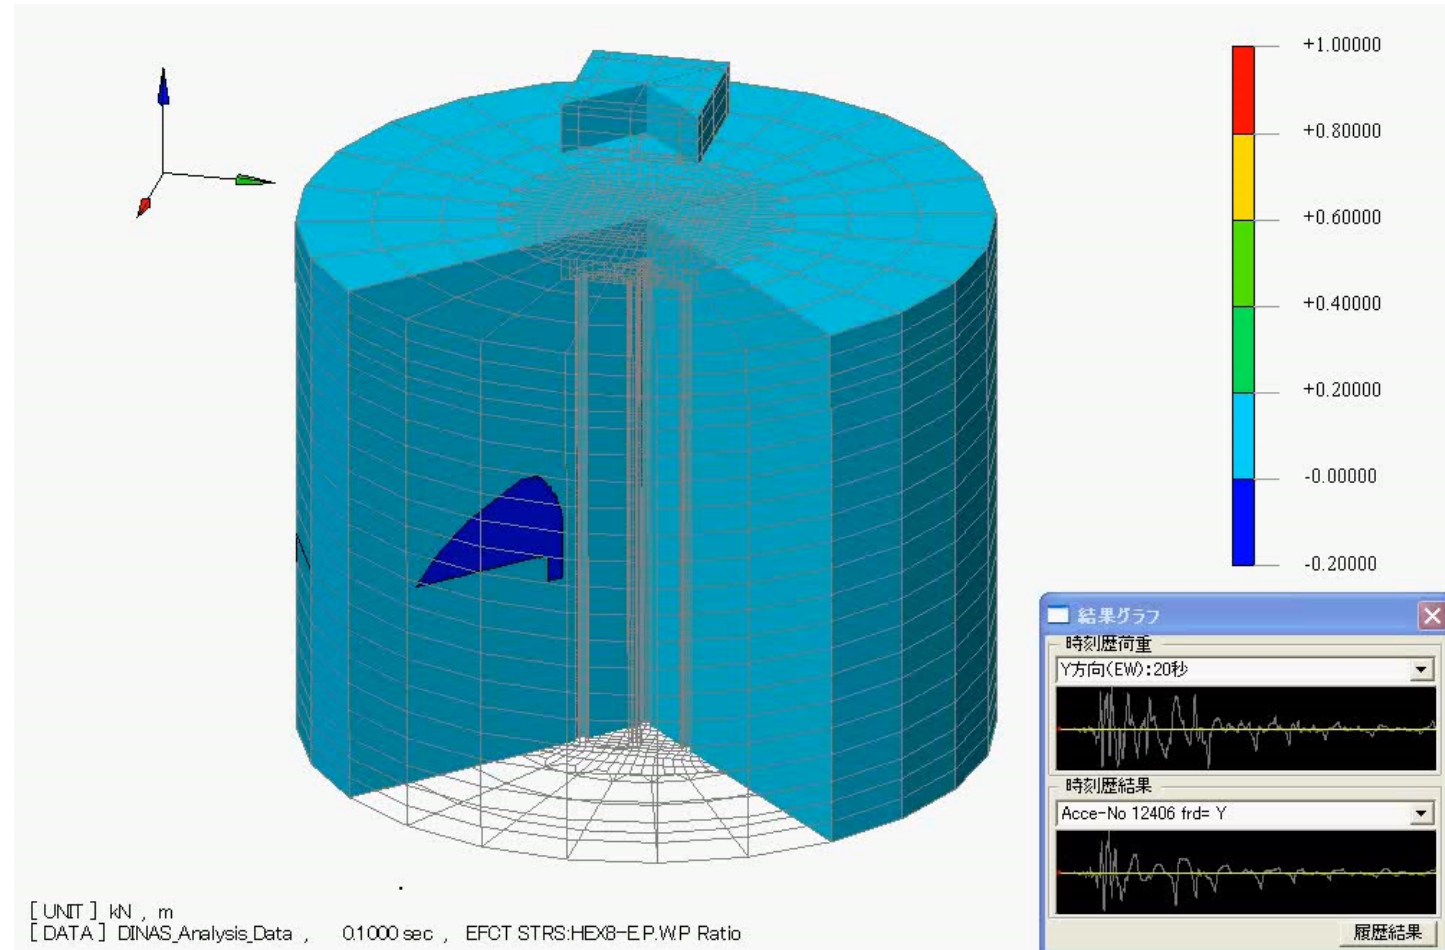 +1.00000
+0.80000
+0.60000
+0.40000
+0.20000
-0.00000
-0.20000
結果グラフ
時刻歴荷重
Y方向(EW):20秒
時刻歴結果
Acce-No 12406 frd= Y
履歴結果
[ UNIT ] kN , m
[ DATA ] DINAS_Analysis_Data , 0.1000 sec , EFCT STRS:HEX8-E.P.W.P Ratio